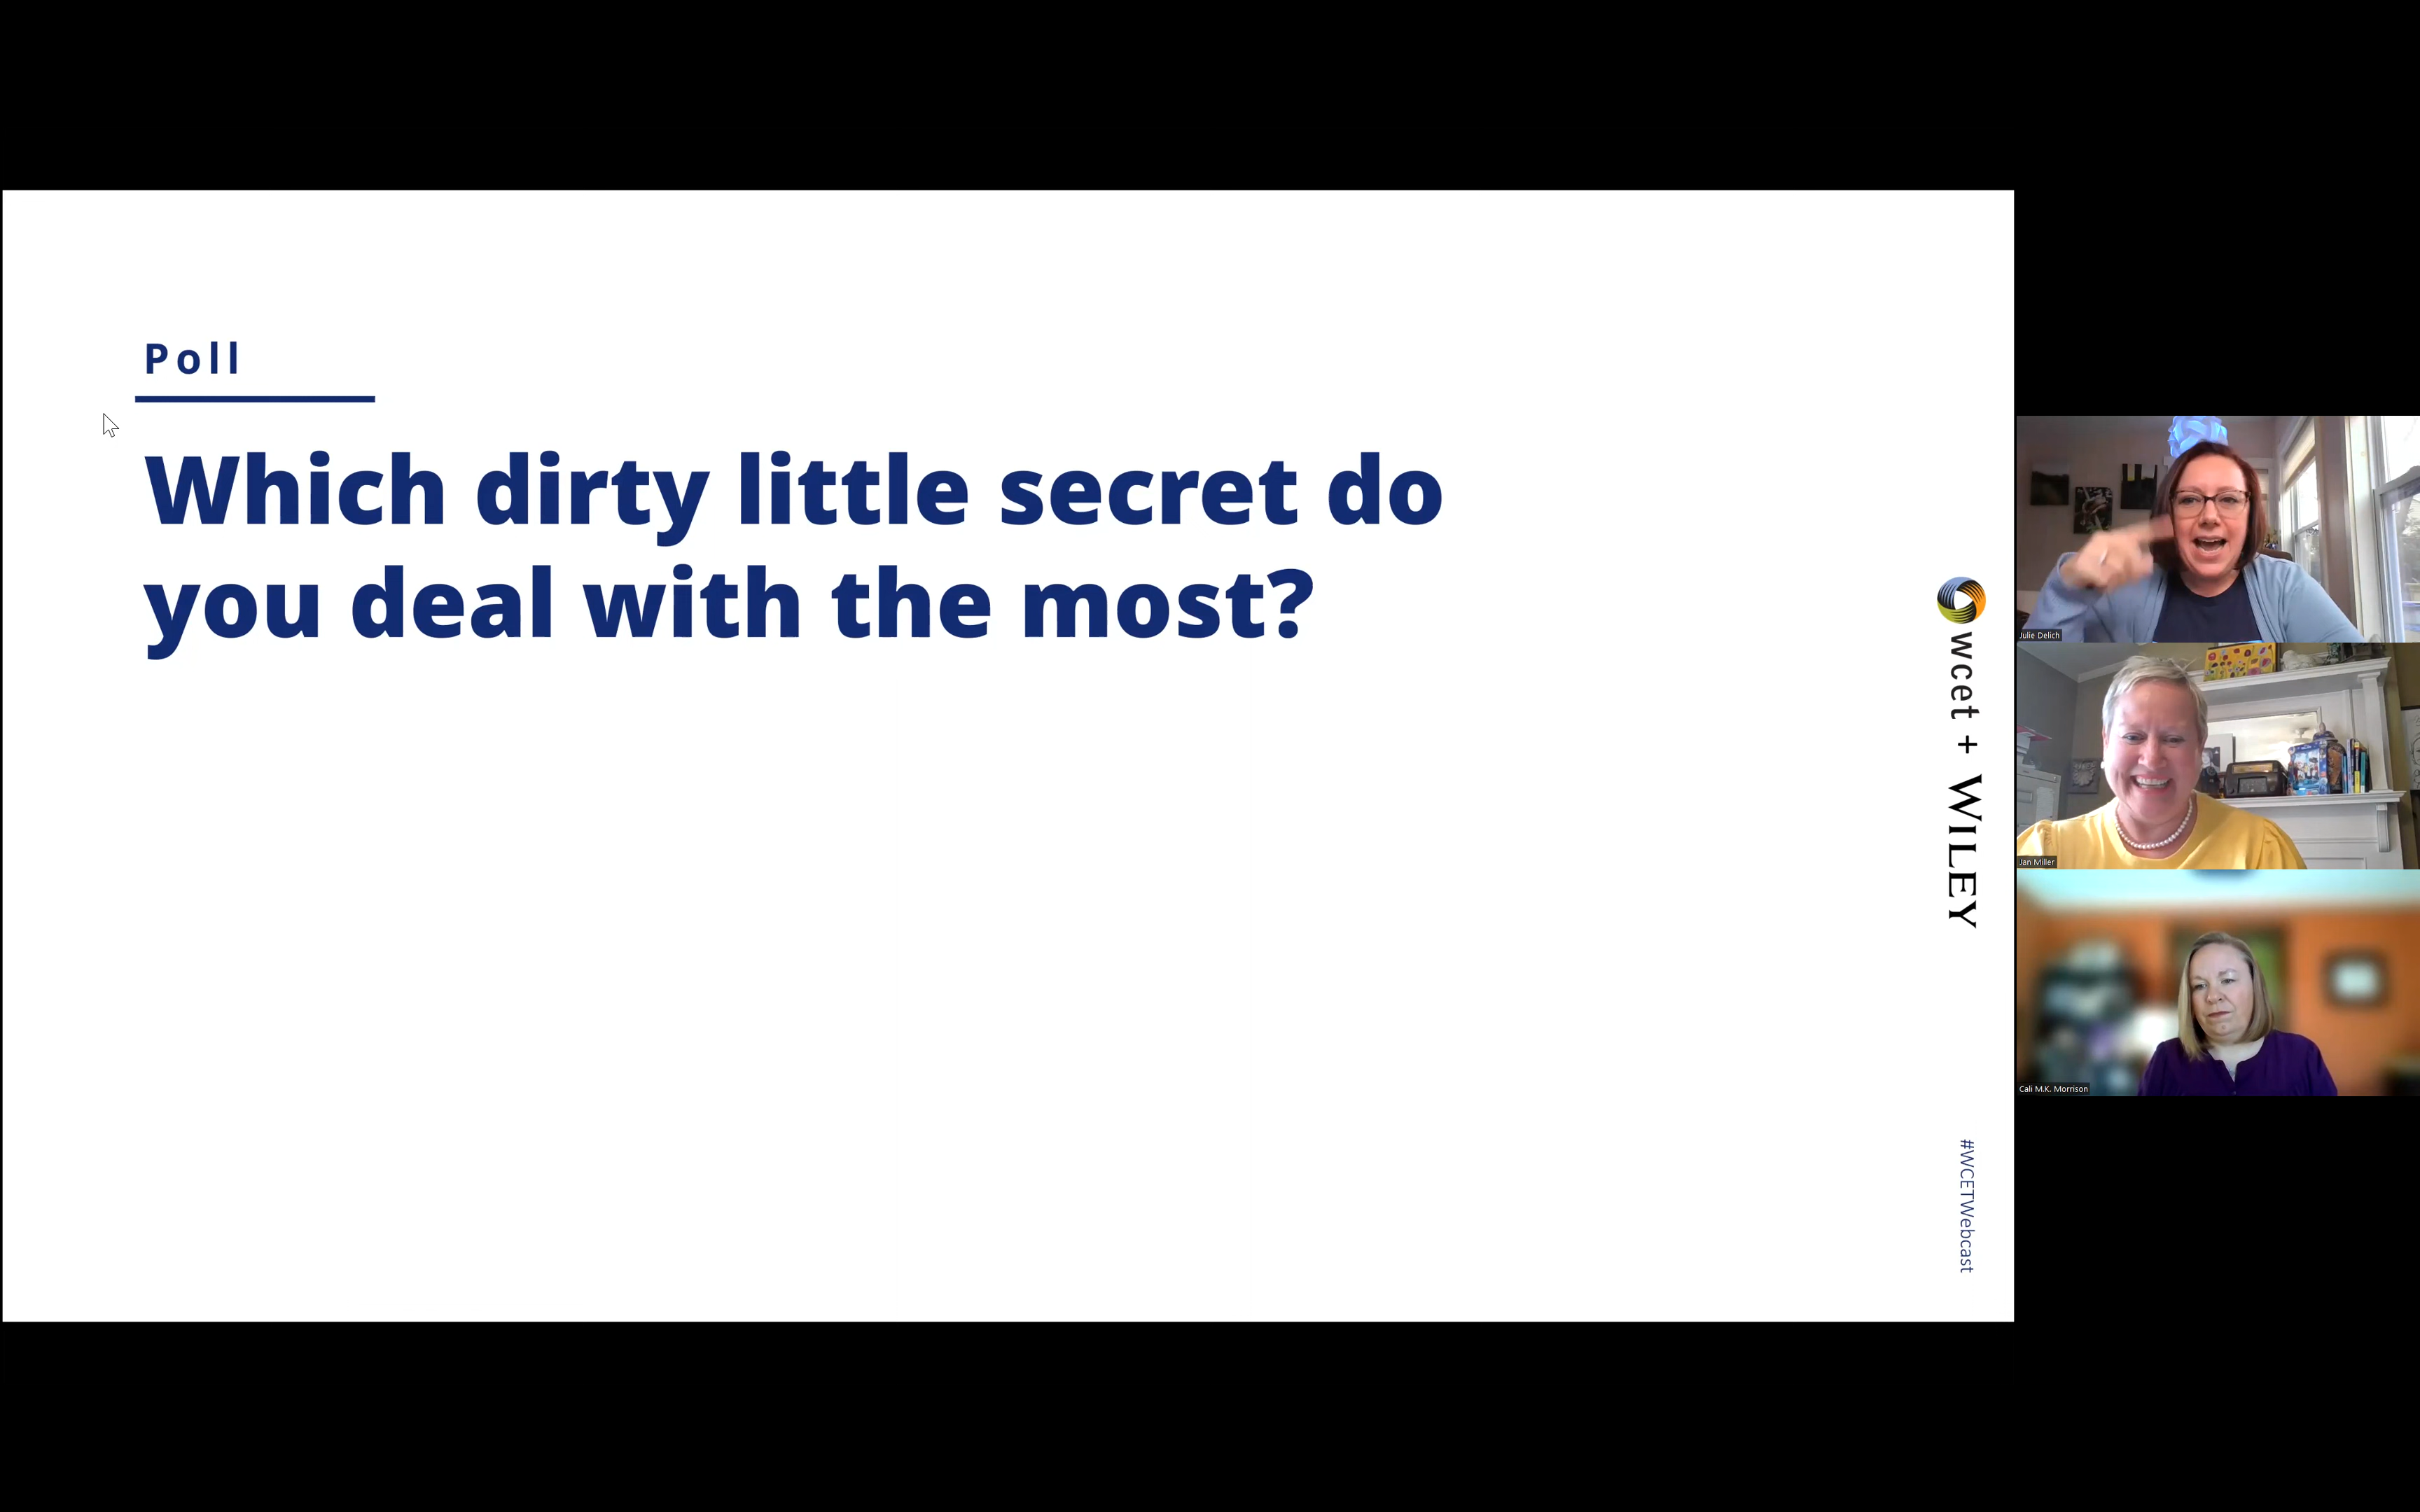 Poll
Which dirty little secret do
you deal with the most?
wcet + WILEY
#WCETWebcast
Julie Delich
Jan Miller
Cali M.K. Morrison